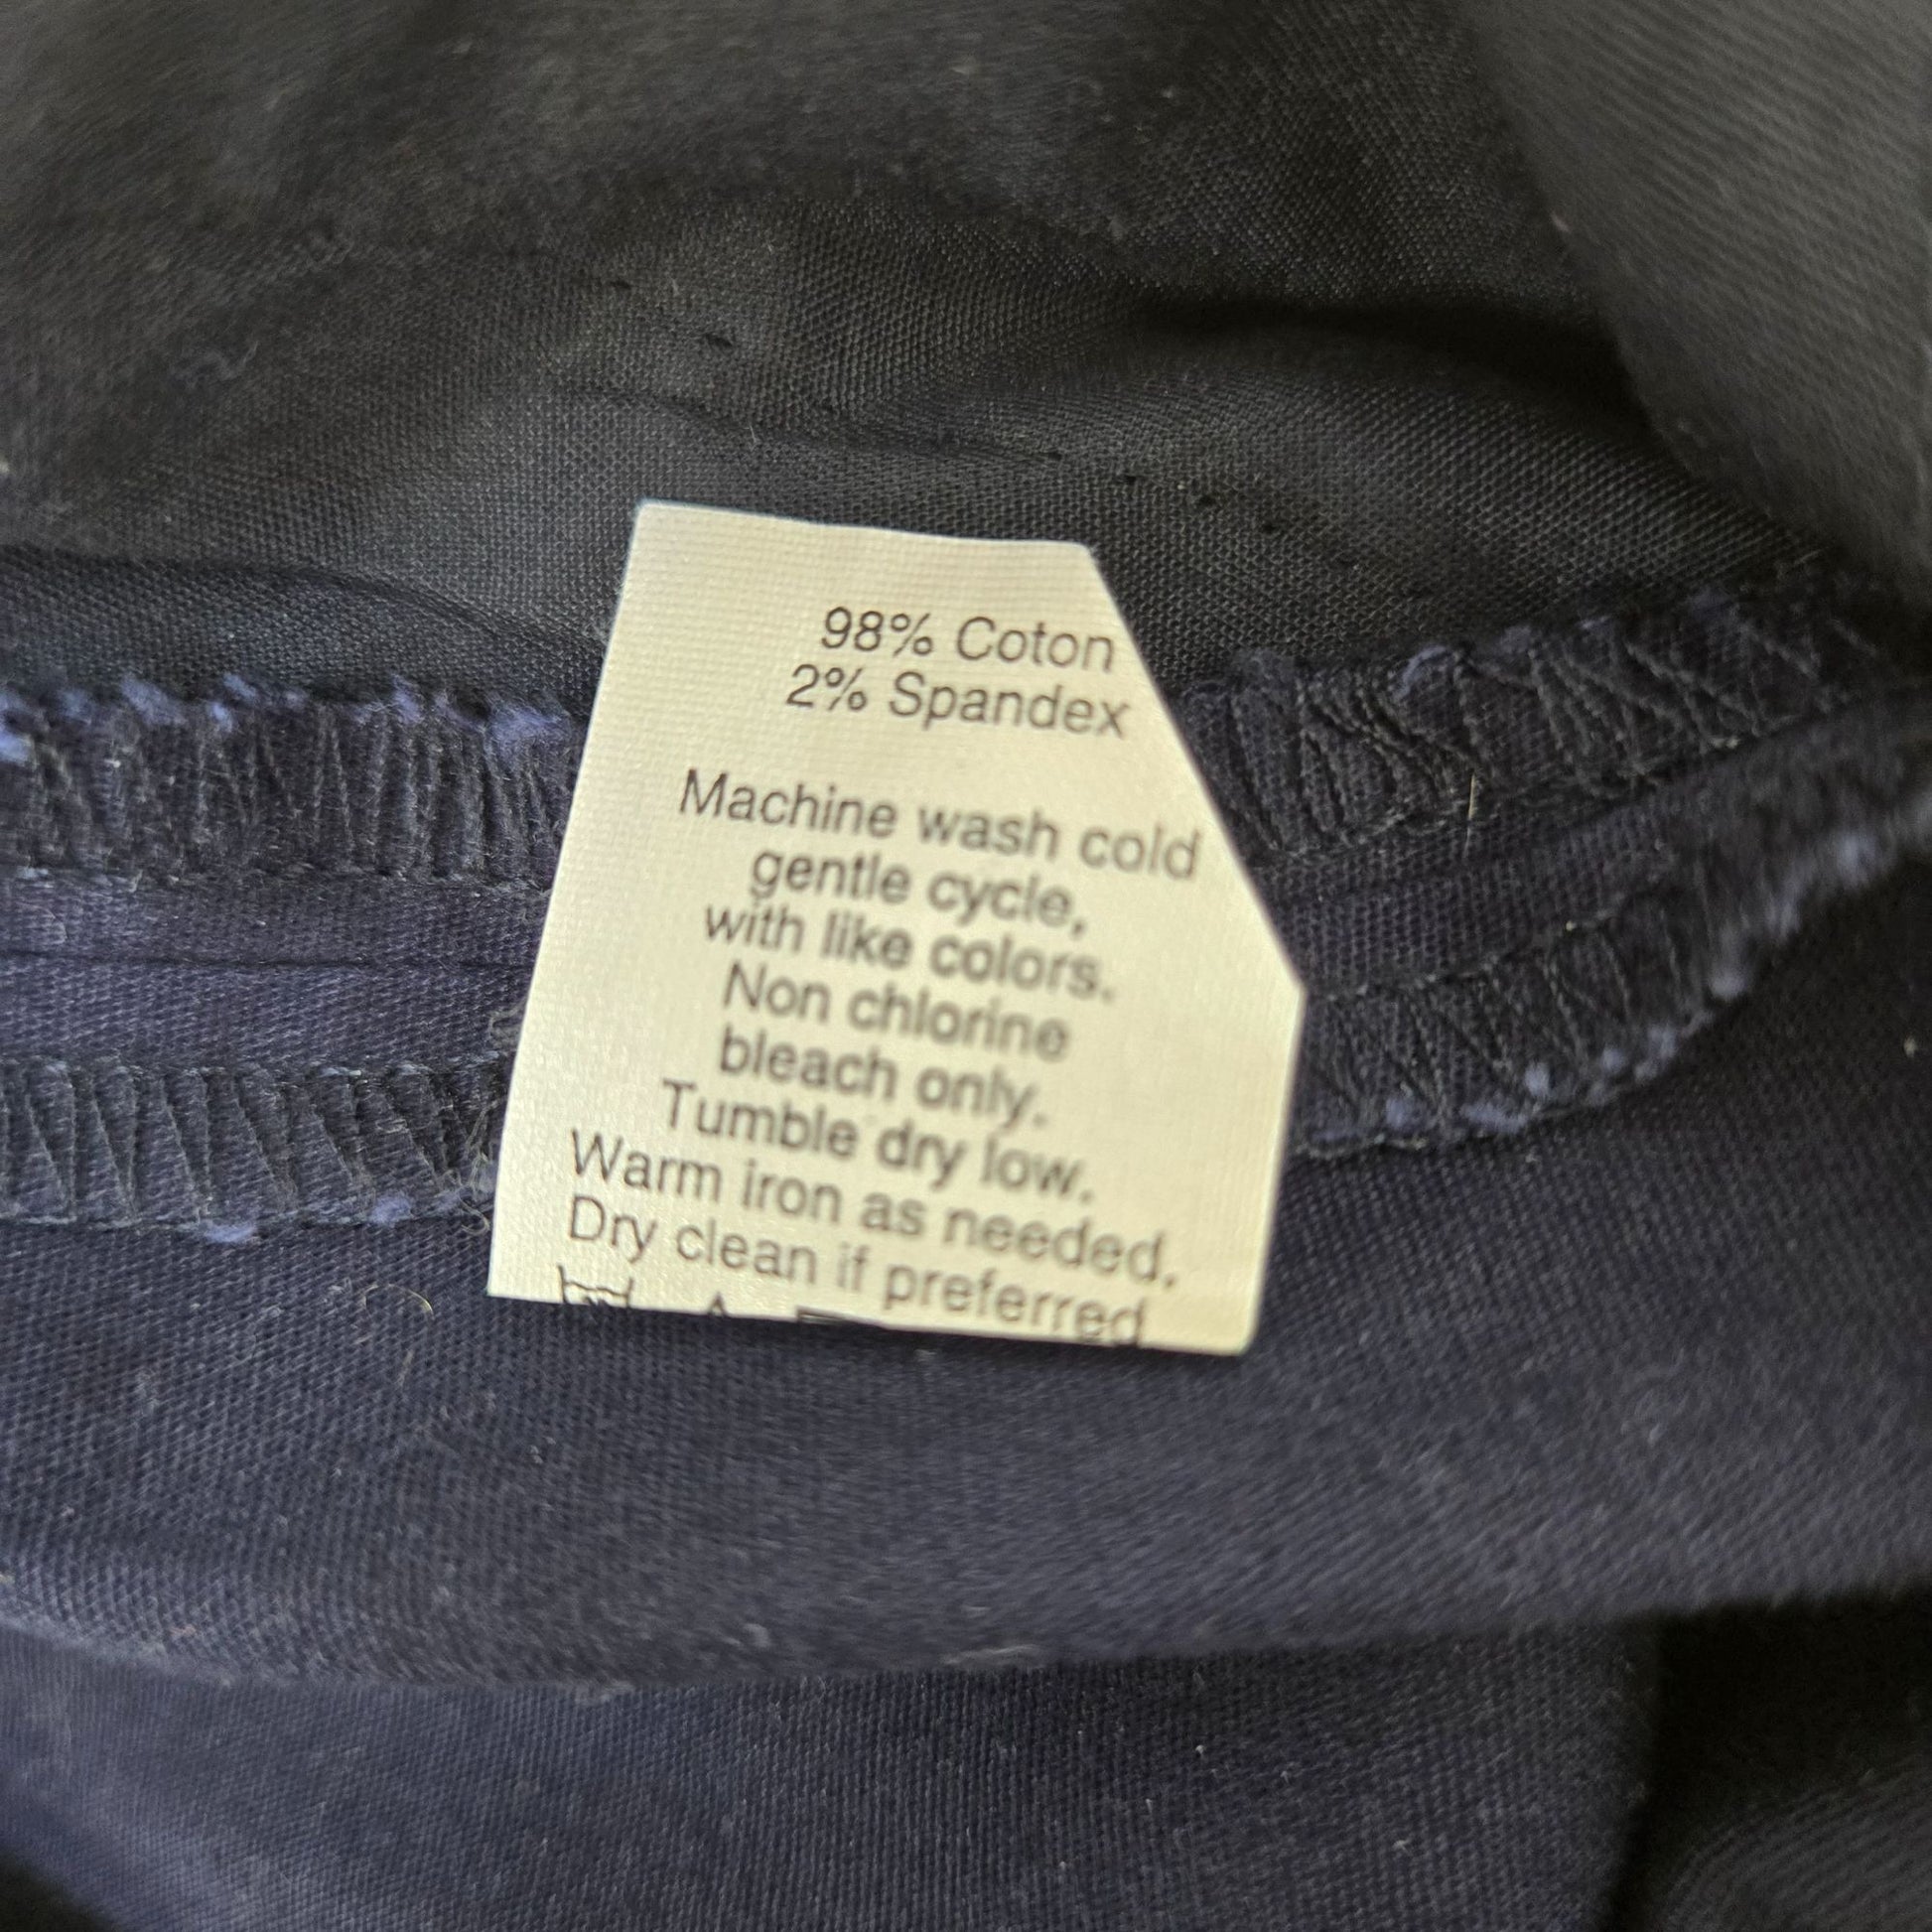 98% Coton
2% Spandex
Machine wash cold
gentle cycle,
with like colors.
Non chlorine
bleach only.
Tumble dry low.
Warm iron as needed.
Dry clean if preferred